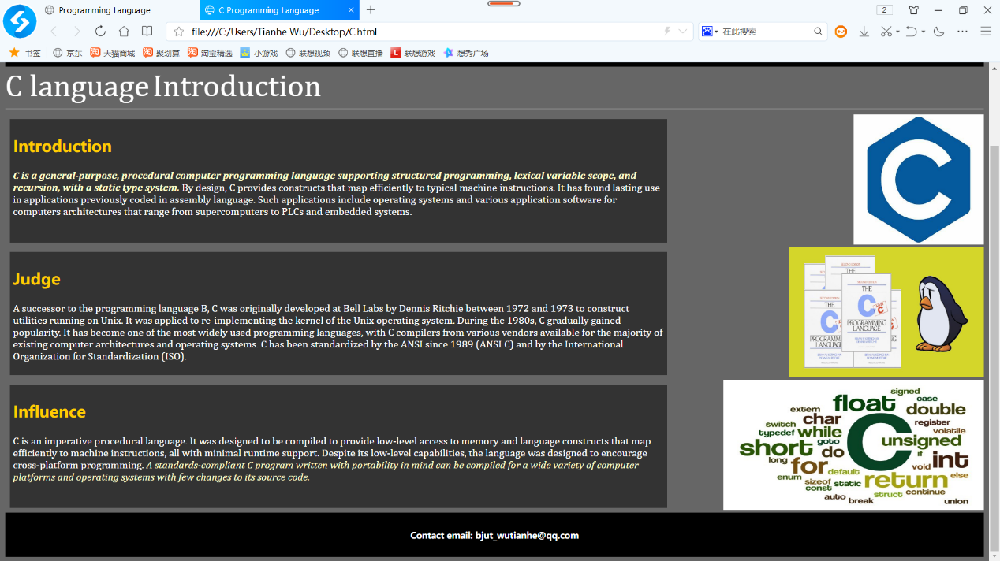 Programming Language
C Programming Language
2
file:///C:/Users/Tianhe Wu/Desktop/C.html
在此搜索
书签 京东 天猫商城 聚划算 淘宝精选 小游戏 联想视频 联想直播 联想游戏 想秀广场
C language Introduction
Introduction
C is a general-purpose, procedural computer programming language supporting structured programming, lexical variable scope, and
recursion, with a static type system. By design, C provides constructs that map efficiently to typical machine instructions. It has found lasting use
in applications previously coded in assembly language. Such applications include operating systems and various application software for
computers architectures that range from supercomputers to PLCs and embedded systems.
C
Judge
A successor to the programming language B, C was originally developed at Bell Labs by Dennis Ritchie between 1972 and 1973 to construct
utilities running on Unix. It was applied to re-implementing the kernel of the Unix operating system. During the 1980s, C gradually gained
popularity. It has become one of the most widely used programming languages, with C compilers from various vendors available for the majority of
existing computer architectures and operating systems. C has been standardized by the ANSI since 1989 (ANSI C) and by the International
Organization for Standardization (ISO).
THE
C
PROGRAMMING
LANGUAGE
Influence
C is an imperative procedural language. It was designed to be compiled to provide low-level access to memory and language constructs that map
efficiently to machine instructions, all with minimal runtime support. Despite its low-level capabilities, the language was designed to encourage
cross-platform programming. A standards-compliant C program written with portability in mind can be compiled for a wide variety of computer
platforms and operating systems with few changes to its source code.
signed
float case
extern double
switch char register
typedef while C volatile
goto unsigned
short do if
long for default void int
enum sizeof static return else
const struct continue
auto break union
Contact email: bjut_wutianhe@qq.com